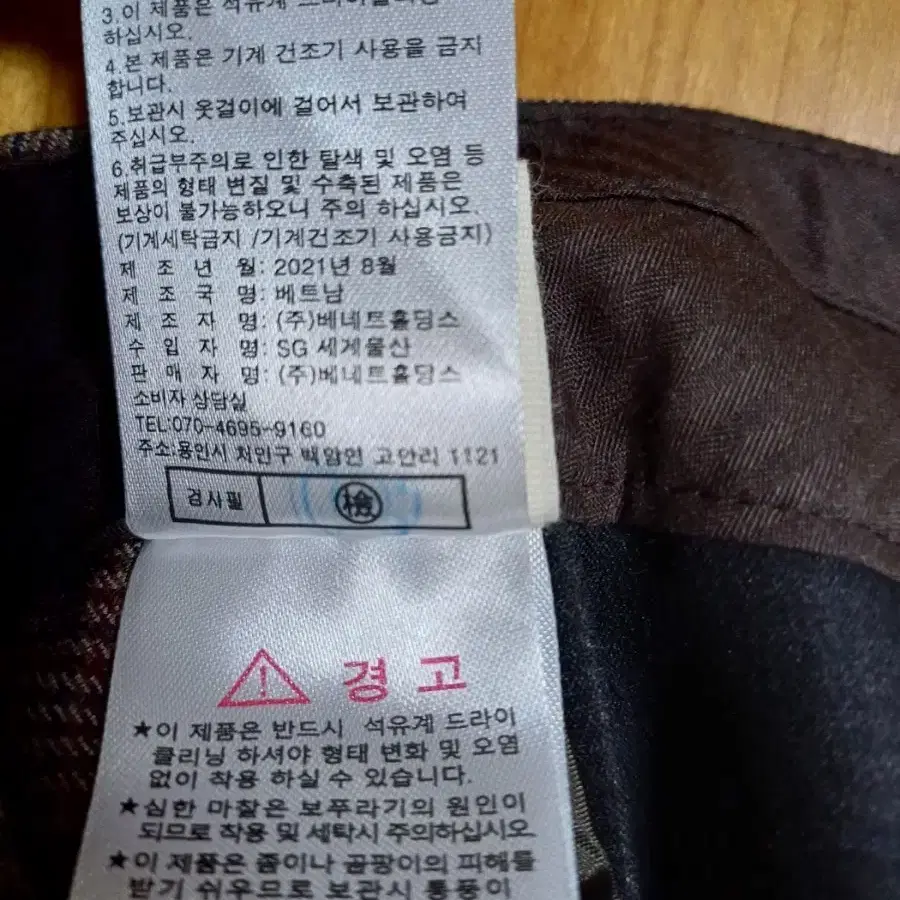 3.이 제품은 석유계 드라이클리닝
하십시오.
4.본 제품은 기계 건조기 사용을 금지
합니다.
5.보관시 옷걸이에 걸어서 보관하여
주십시오.
6.취급부주의로 인한 탈색 및 오염 등
제품의 형태 변질 및 수축된 제품은
보상이 불가능하오니 주의 하십시오.
(기계세탁금지 /기계건조기 사용금지)
제 조 년 월: 2021년 8월
제 조 국 명: 베트남
제 조 자 명: (주)베네트홀딩스
수 입 자 명: SG 세계물산
판 매 자 명: (주)베네트홀딩스
소비자 상담실
TEL:070-4695-9160
주소:용인시 처인구 백암면 고안리 1121
검사필 檢
경 고
★이 제품은 반드시 석유계 드라이
클리닝 하셔야 형태 변화 및 오염
없이 착용 하실 수 있습니다.
★심한 마찰은 보푸라기의 원인이
되므로 착용 및 세탁시 주의하십시오
★이 제품은 좀이나 곰팡이의 피해를
받기 쉬우므로 보관시 통풍이